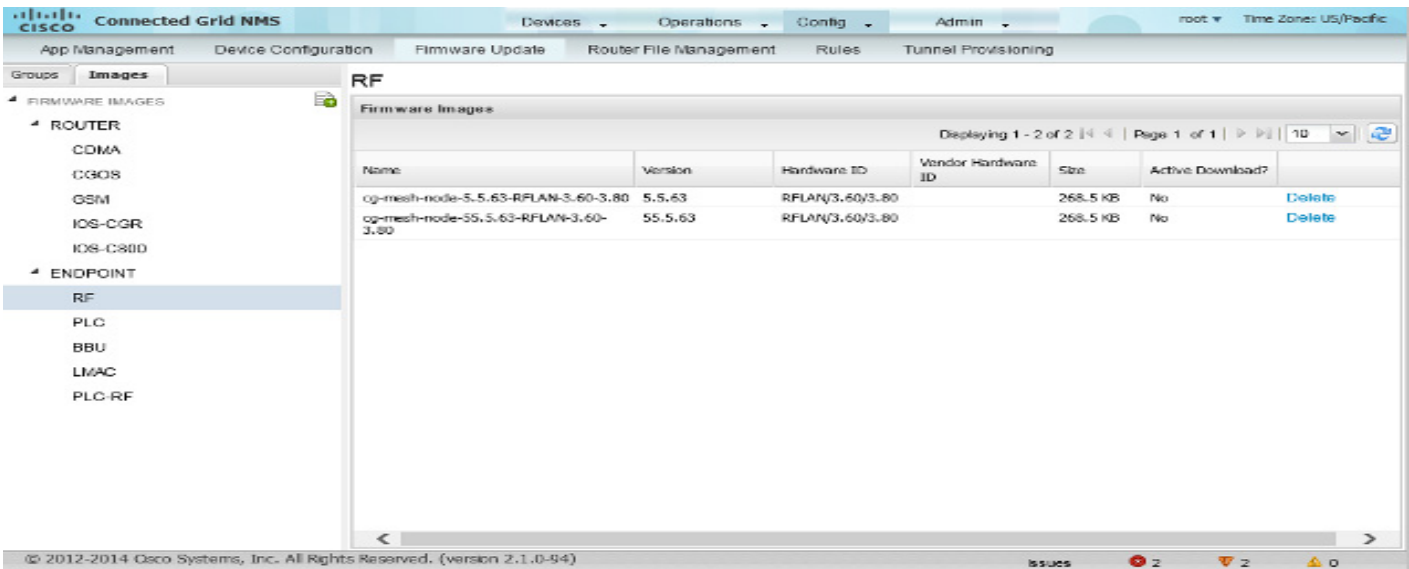 CISCO Connected Grid NMS Devices Operations Config Admin root Time Zone: US/Pacific
App Management Device Configuration Firmware Update Router File Management Rules Tunnel Provisioning
Groups Images
RF
FIRMWARE IMAGES
ROUTER
CDMA
CGOS
GSM
IOS-CGR
IOS-C800
ENDPOINT
RF
PLC
BBU
LMAC
PLC-RF
Firmware Images
Displaying 1 - 2 of 2 | Page 1 of 1 | 10
Name Version Hardware ID Vendor Hardware ID Size Active Download?
cg-mesh-node-5.5.63-RFLAN-3.60-3.80 5.5.63 RFLAN/3.60/3.80 268.5 KB No Delete
cg-mesh-node-55.5.63-RFLAN-3.60-3.80 55.5.63 RFLAN/3.60/3.80 268.5 KB No Delete
© 2012-2014 Cisco Systems, Inc. All Rights Reserved. (version 2.1.0-94) Issues 2 2 0